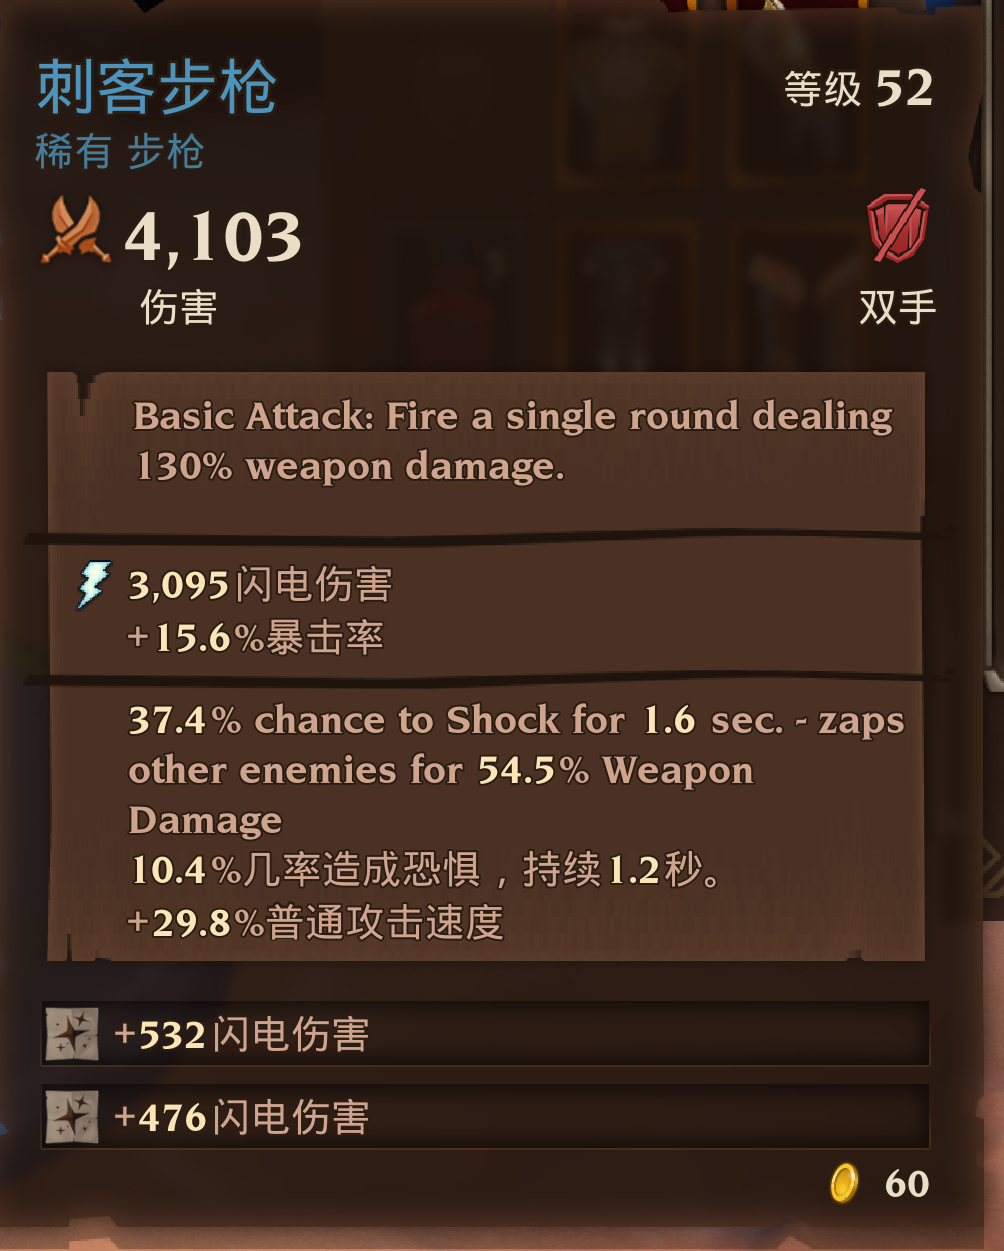 刺客步枪
等级 52
稀有 步枪
4,103
伤害
双手
Basic Attack: Fire a single round dealing
130% weapon damage.
3,095闪电伤害
+15.6%暴击率
37.4% chance to Shock for 1.6 sec. - zaps
other enemies for 54.5% Weapon
Damage
10.4%几率造成恐惧，持续1.2秒。
+29.8%普通攻击速度
+532闪电伤害
+476闪电伤害
60